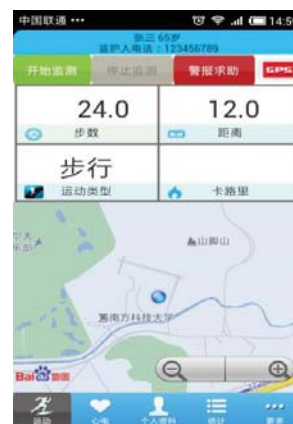 中国联通 ••• 14:5
张三 65岁
监护人电话：123456789
开始监测 停止监测 警报求助 GPS
24.0 12.0
步数 距离
步行
运动类型 卡路里
山脚山
南方科技大学
Bai 地图
运动 心电 个人资料 统计 更多